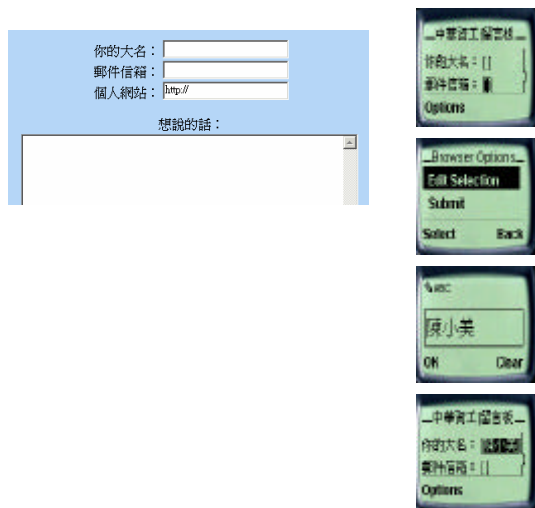 你的大名：
郵件信箱：
個人網站： http://
想說的話：
中華資工留言板
你的大名：[]
郵件信箱：[]
Options
Browser Options
Edit Selection
Submit
Select Back
abc
陳小美
OK Clear
中華資工留言板
你的大名：
郵件信箱：[]
Options